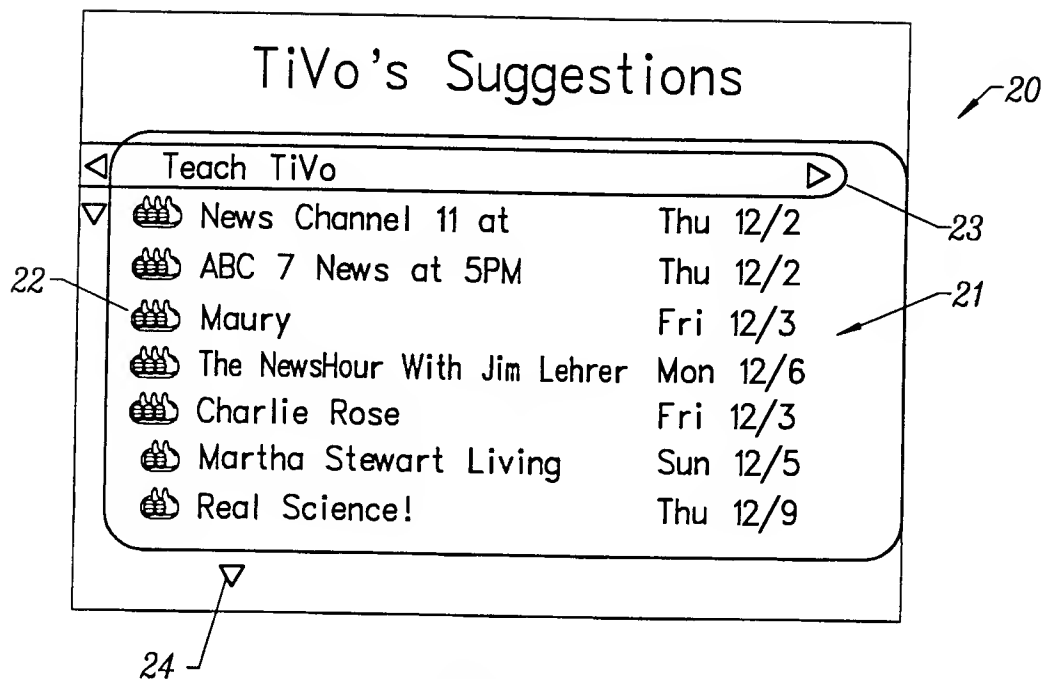 TiVo's Suggestions
20
Teach TiVo
23
News Channel 11 at Thu 12/2
ABC 7 News at 5PM Thu 12/2
22
21
Maury Fri 12/3
The NewsHour With Jim Lehrer Mon 12/6
Charlie Rose Fri 12/3
Martha Stewart Living Sun 12/5
Real Science! Thu 12/9
24